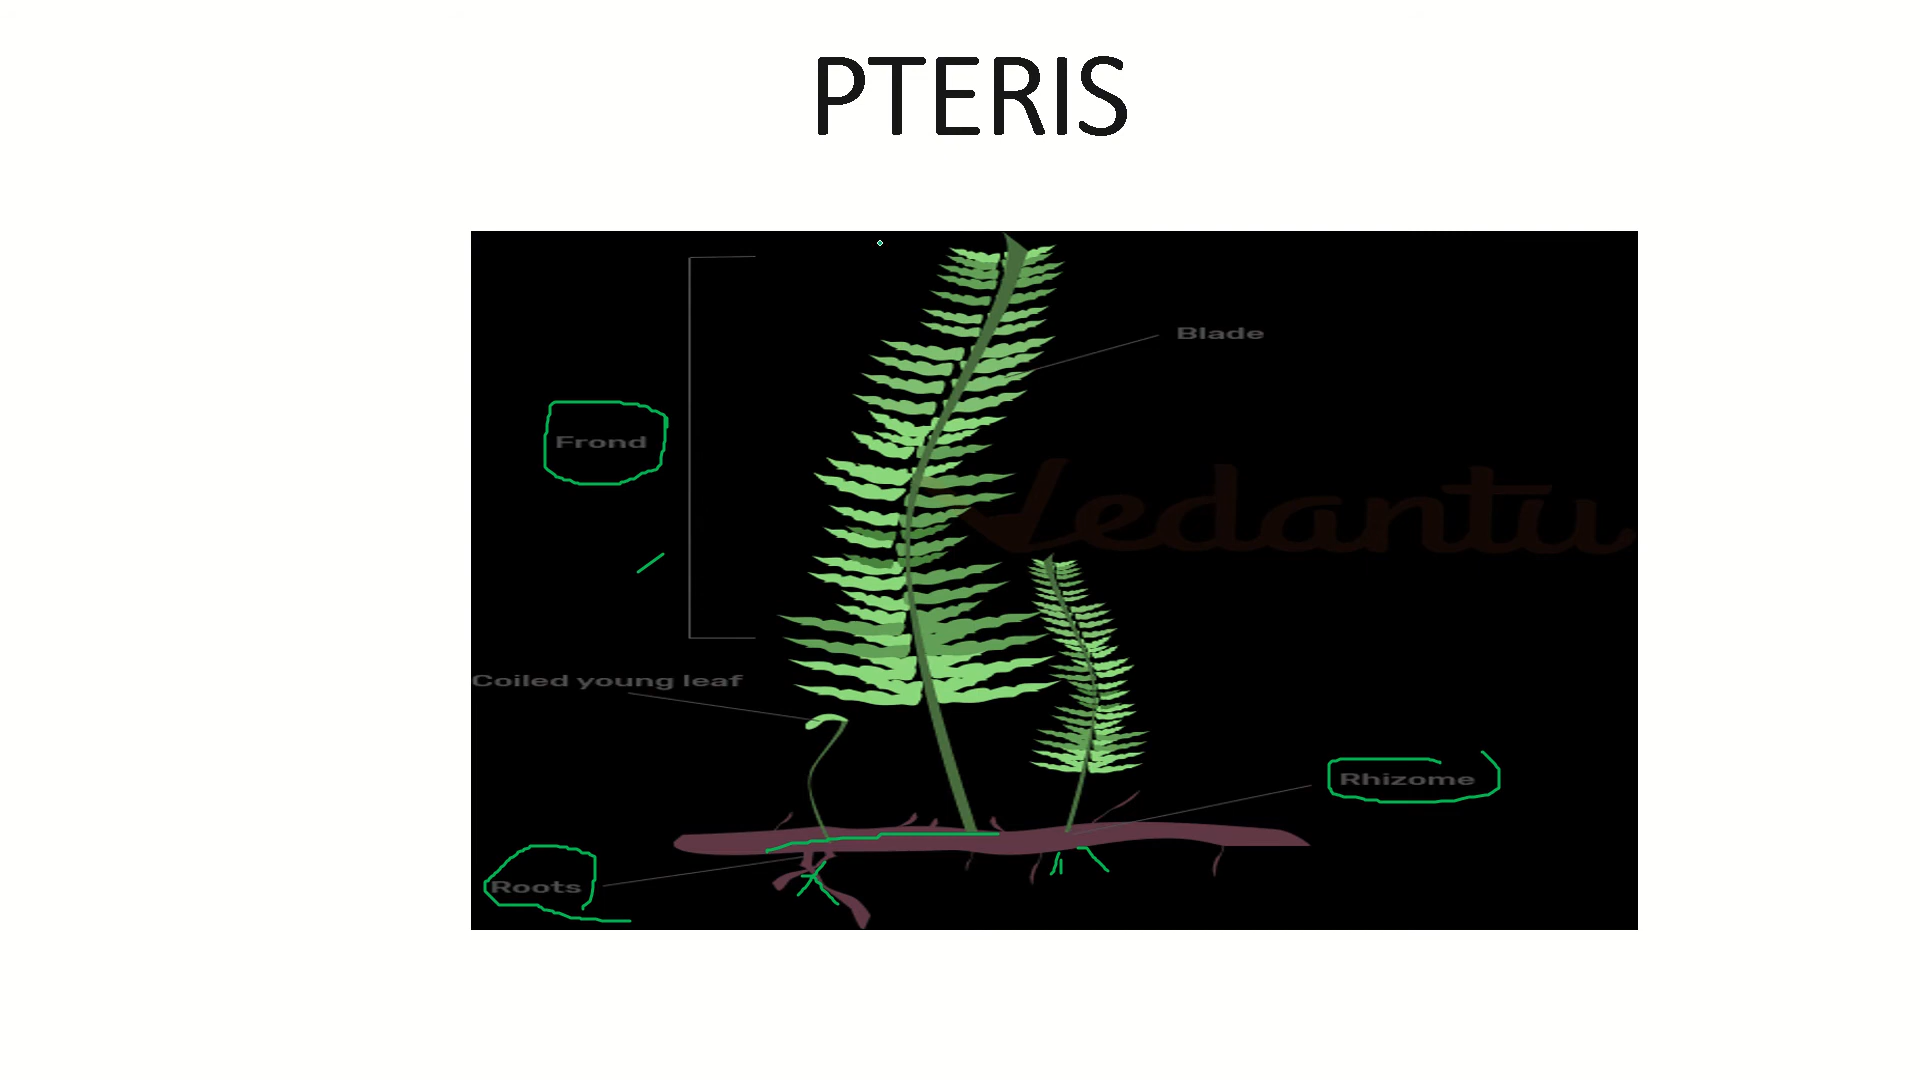 PTERIS
Blade
Frond
Vedantu
Coiled young leaf
Rhizome
Roots